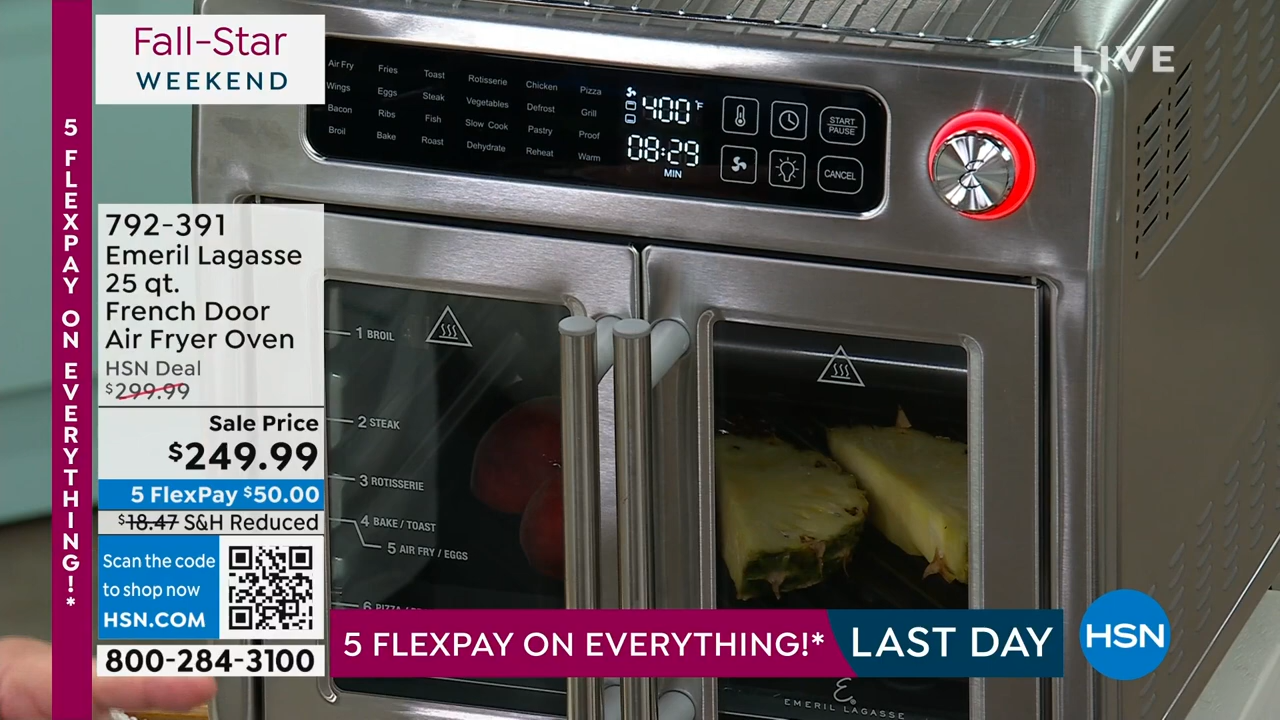 Fall-Star
WEEKEND
LIVE
5 FLEXPAY ON EVERYTHING!*
792-391
Emeril Lagasse
25 qt.
French Door
Air Fryer Oven
HSN Deal
$299.99
Sale Price
$249.99
5 FlexPay $50.00
$18.47 S&H Reduced
Scan the code
to shop now
HSN.COM
800-284-3100
Air Fry Fries Toast Rotisserie Chicken Pizza
Wings Eggs Steak Vegetables Defrost Grill
Bacon Ribs Fish Slow Cook Pastry Proof
Broil Bake Roast Dehydrate Reheat Warm
400°F
08:29
MIN
START
PAUSE
CANCEL
1 BROIL
2 STEAK
3 ROTISSERIE
4 BAKE / TOAST
5 AIR FRY / EGGS
6 PIZZA
5 FLEXPAY ON EVERYTHING!*
LAST DAY
HSN
E.
EMERIL LAGASSE